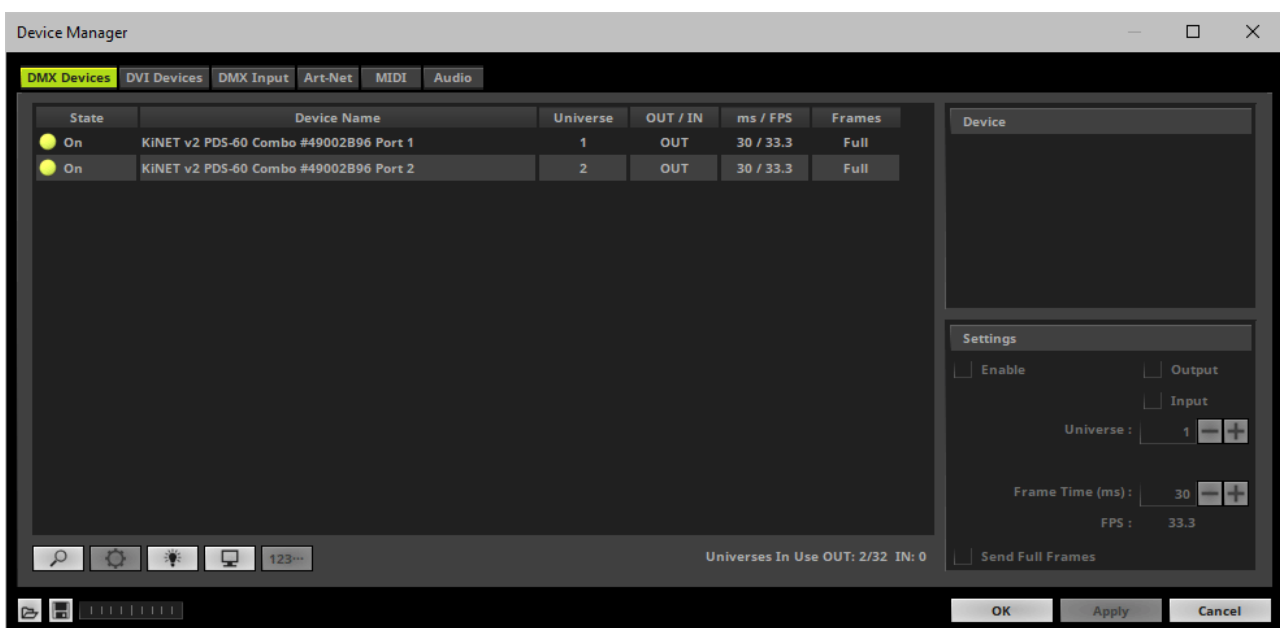 Device Manager
DMX Devices DVI Devices DMX Input Art-Net MIDI Audio
State Device Name Universe OUT / IN ms / FPS Frames
On KiNET v2 PDS-60 Combo #49002B96 Port 1 1 OUT 30 / 33.3 Full
On KiNET v2 PDS-60 Combo #49002B96 Port 2 2 OUT 30 / 33.3 Full
Device
Settings
Enable Output
Input
Universe : 1
Frame Time (ms) : 30
FPS : 33.3
Send Full Frames
123...
Universes In Use OUT: 2/32 IN: 0
OK Apply Cancel